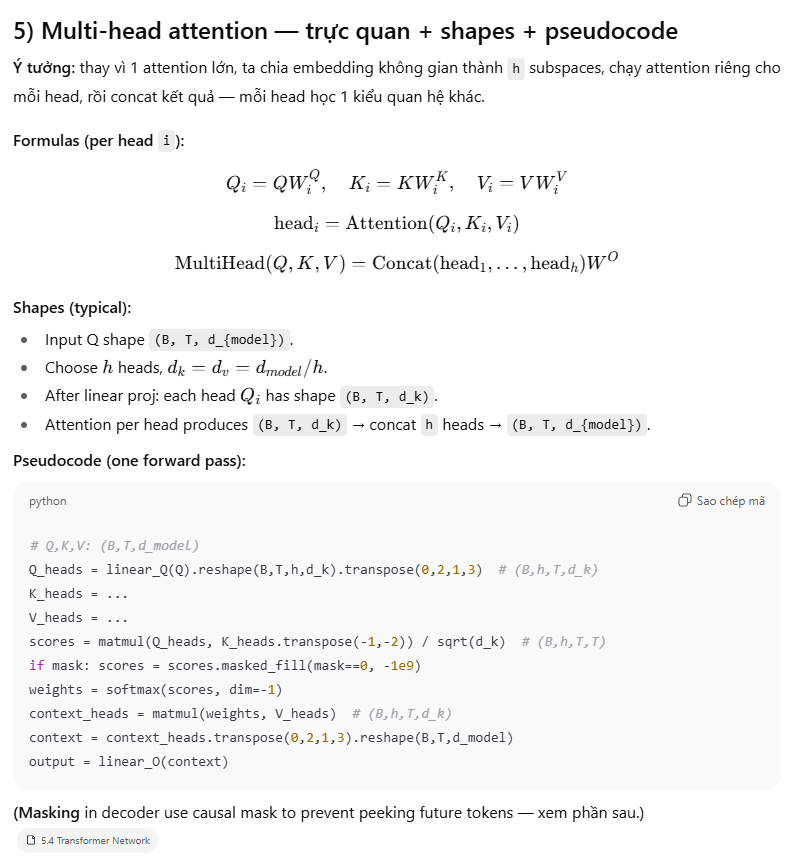 5) Multi-head attention — trực quan + shapes + pseudocode
Ý tưởng: thay vì 1 attention lớn, ta chia embedding không gian thành h subspaces, chạy attention riêng cho
mỗi head, rồi concat kết quả — mỗi head học 1 kiểu quan hệ khác.
Formulas (per head i):
Q_i = QW_i^Q, K_i = KW_i^K, V_i = VW_i^V
head_i = Attention(Q_i, K_i, V_i)
MultiHead(Q, K, V) = Concat(head_1, . . . , head_h)W^O
Shapes (typical):
• Input Q shape (B, T, d_{model}).
• Choose h heads, d_k = d_v = d_{model}/h.
• After linear proj: each head Q_i has shape (B, T, d_k).
• Attention per head produces (B, T, d_k) → concat h heads → (B, T, d_{model}).
Pseudocode (one forward pass):
python Sao chép mã
# Q,K,V: (B,T,d_model)
Q_heads = linear_Q(Q).reshape(B,T,h,d_k).transpose(0,2,1,3)  # (B,h,T,d_k)
K_heads = ...
V_heads = ...
scores = matmul(Q_heads, K_heads.transpose(-1,-2)) / sqrt(d_k)  # (B,h,T,T)
if mask: scores = scores.masked_fill(mask==0, -1e9)
weights = softmax(scores, dim=-1)
context_heads = matmul(weights, V_heads)  # (B,h,T,d_k)
context = context_heads.transpose(0,2,1,3).reshape(B,T,d_model)
output = linear_O(context)
(Masking in decoder use causal mask to prevent peeking future tokens — xem phần sau.)
5.4 Transformer Network